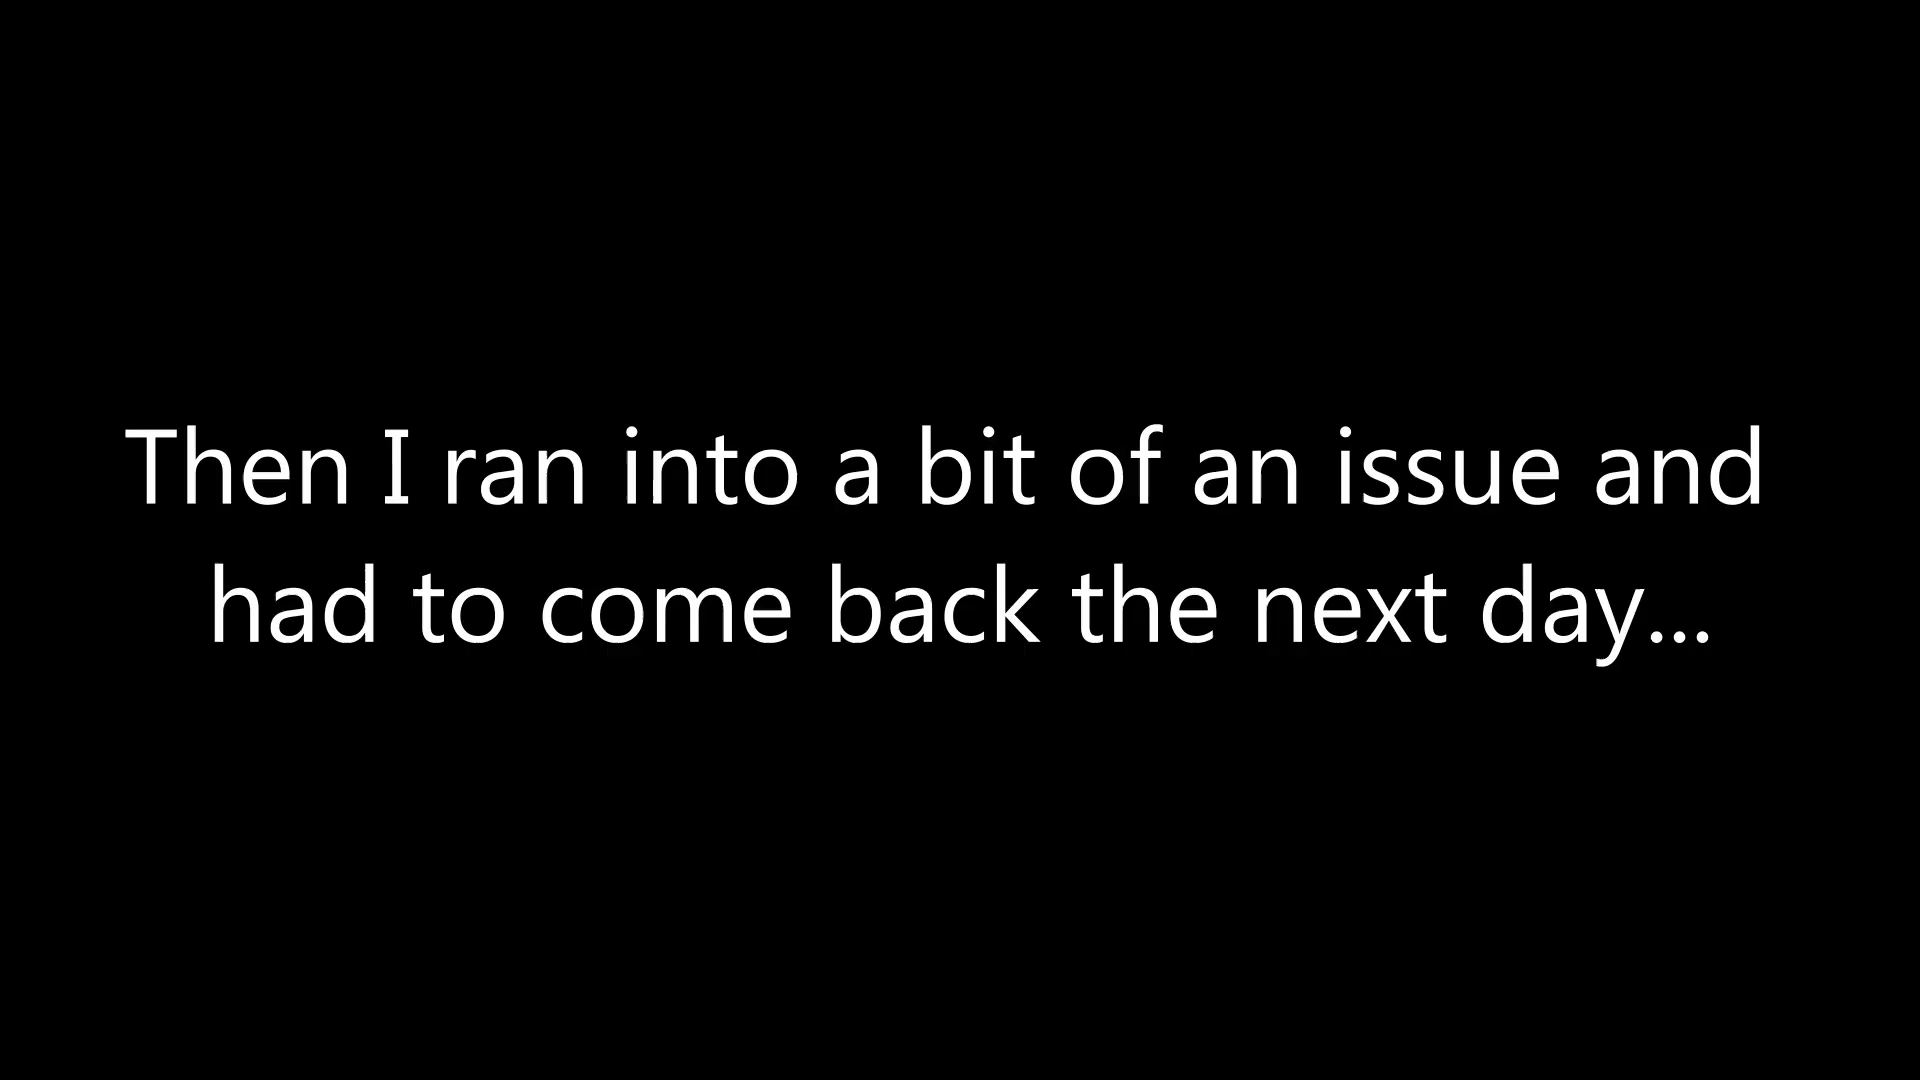 Then I ran into a bit of an issue and
had to come back the next day...